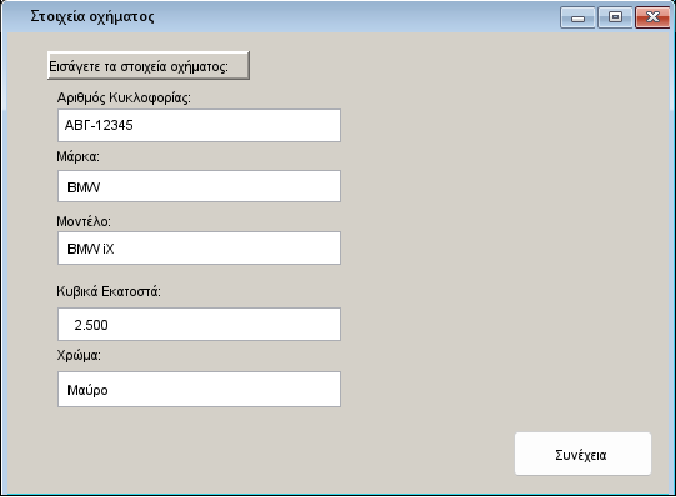 Στοιχεία οχήματος
Εισάγετε τα στοιχεία οχήματος:
Αριθμός Κυκλοφορίας:
ΑΒΓ-12345
Μάρκα:
BMW
Μοντέλο:
BMW iX
Κυβικά Εκατοστά:
2.500
Χρώμα:
Μαύρο
Συνέχεια